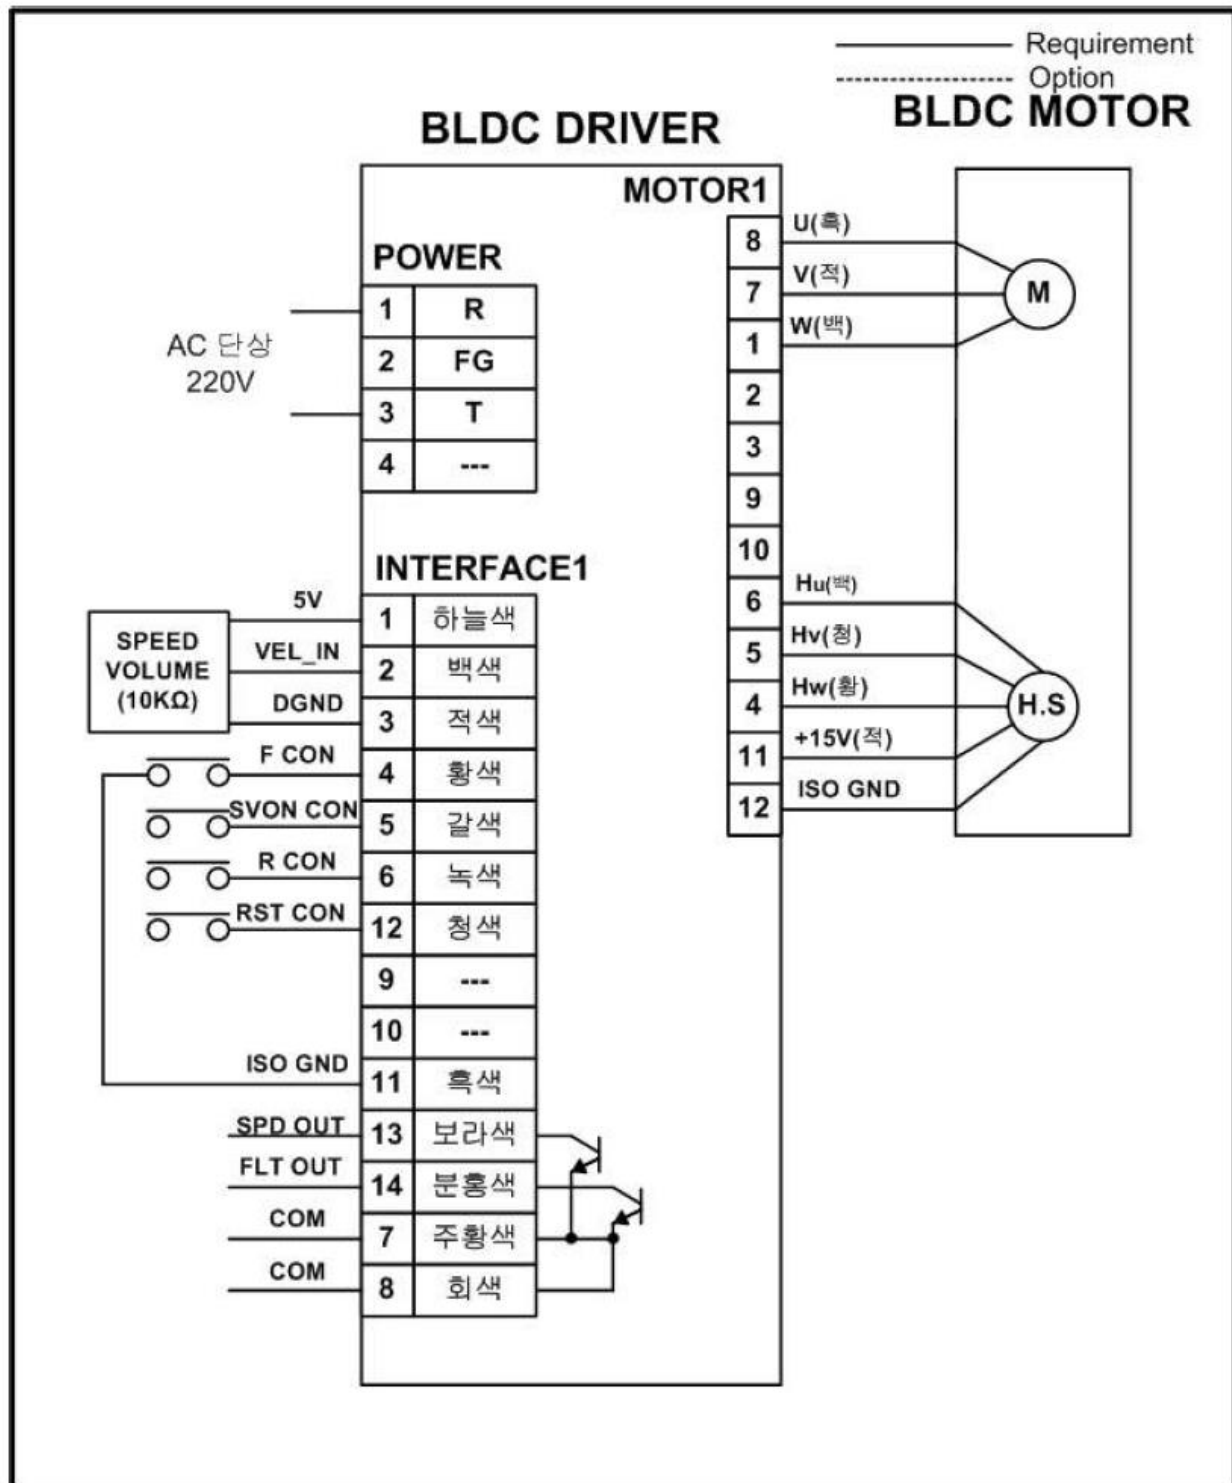 Requirement
Option
BLDC MOTOR
BLDC DRIVER
MOTOR1
8 U(흑)
7 V(적)
1 W(백)
2
3
9
10
6 Hu(백)
5 Hv(청)
4 Hw(황)
11 +15V(적)
12 ISO GND
M
H.S
POWER
AC 단상
220V
1 R
2 FG
3 T
4 ---
INTERFACE1
SPEED
VOLUME
(10KΩ)
5V 1 하늘색
VEL_IN 2 백색
DGND 3 적색
F CON 4 황색
SVON CON 5 갈색
R CON 6 녹색
RST CON 12 청색
9 ---
10 ---
ISO GND 11 흑색
SPD OUT 13 보라색
FLT OUT 14 분홍색
COM 7 주황색
COM 8 회색